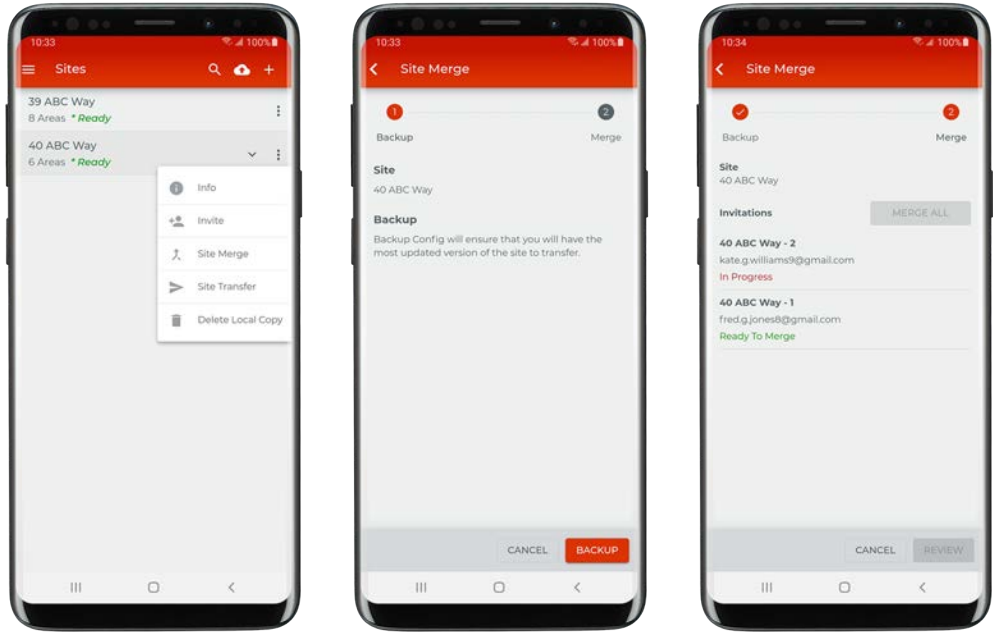 10:33
100%
Sites
39 ABC Way
8 Areas * Ready
40 ABC Way
6 Areas * Ready
Info
Invite
Site Merge
Site Transfer
Delete Local Copy
10:33
100%
Site Merge
1
2
Backup
Merge
Site
40 ABC Way
Backup
Backup Config will ensure that you will have the
most updated version of the site to transfer.
CANCEL
BACKUP
10:34
100%
Site Merge
2
Backup
Merge
Site
40 ABC Way
Invitations
MERGE ALL
40 ABC Way - 2
kate.g.williams9@gmail.com
In Progress
40 ABC Way - 1
fred.g.jones8@gmail.com
Ready To Merge
CANCEL
REVIEW